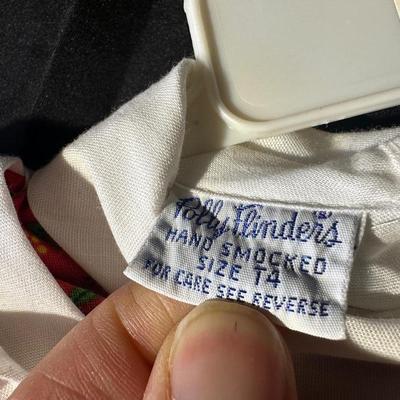 Polly Flinders®
HAND SMOCKED
SIZE T4
FOR CARE SEE REVERSE